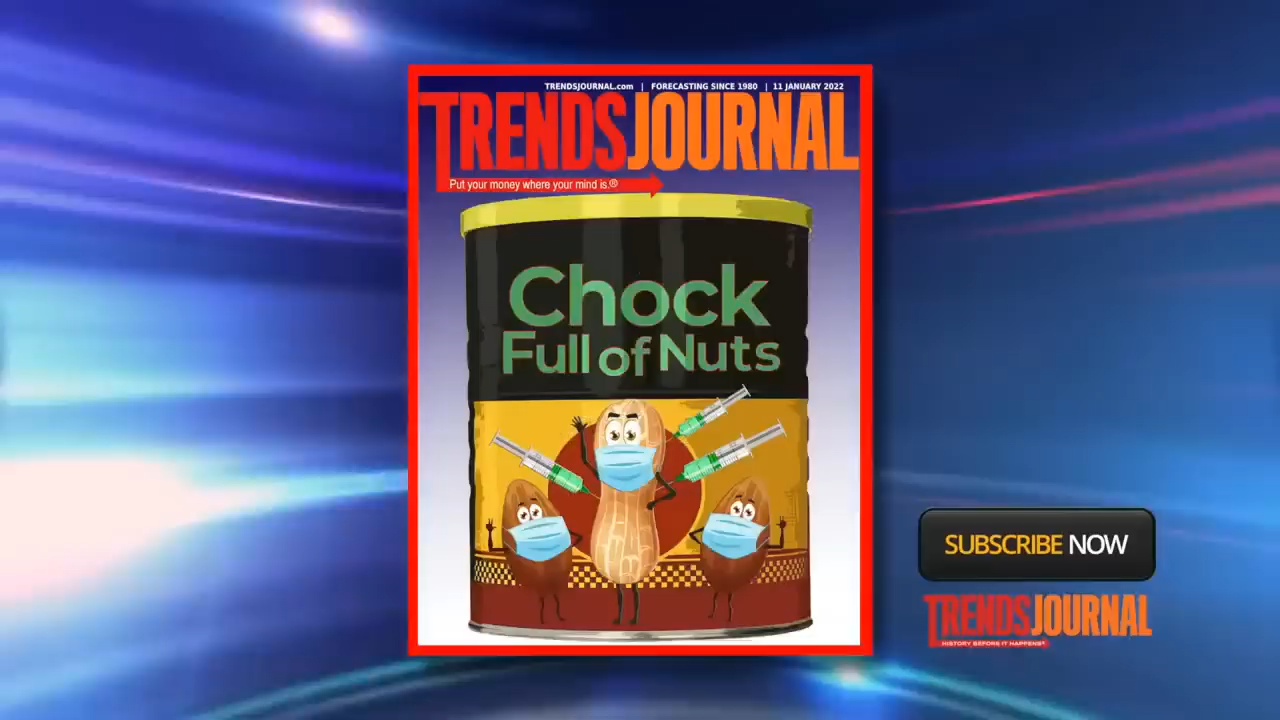 TRENDSJOURNAL.com | FORECASTING SINCE 1980 | 11 JANUARY 2022
TRENDSJOURNAL
Put your money where your mind is.®
Chock
Full of Nuts
SUBSCRIBE NOW
TRENDSJOURNAL
HISTORY BEFORE IT HAPPENS®